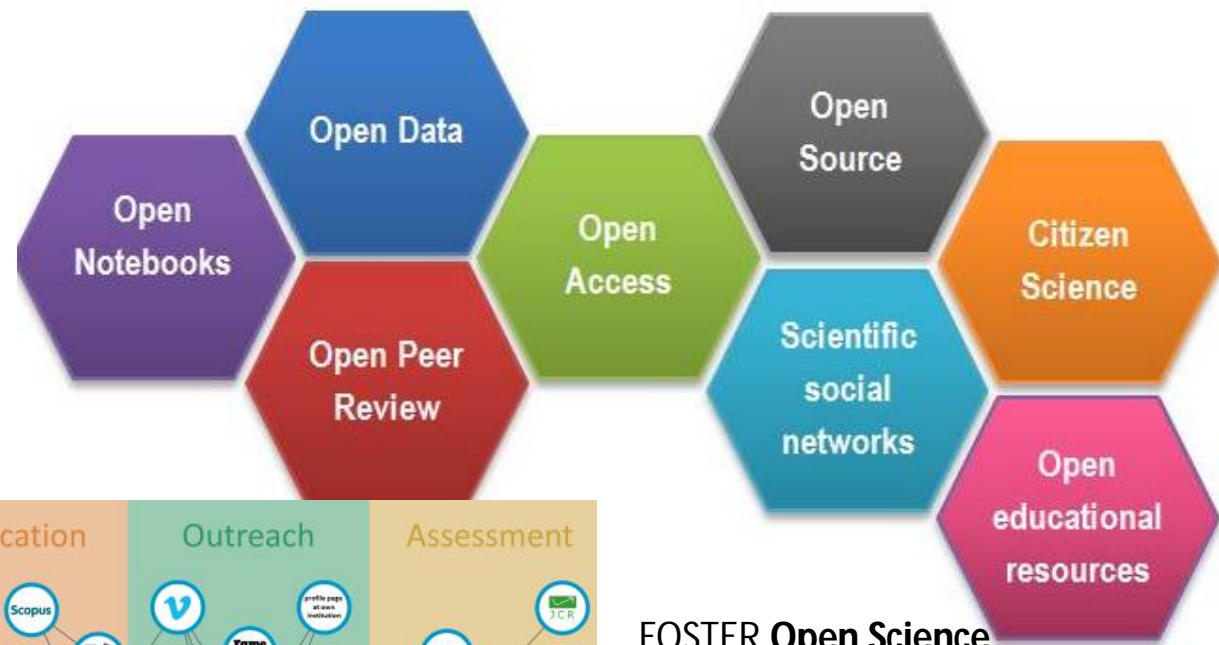 Open Data
Open
Source
Open
Notebooks
Open
Access
Citizen
Science
Open Peer
Review
Scientific
social
networks
Open
educational
resources
cation
Outreach
Assessment
Scopus
profile page
at own
institution
JCR
FOSTER Open Science